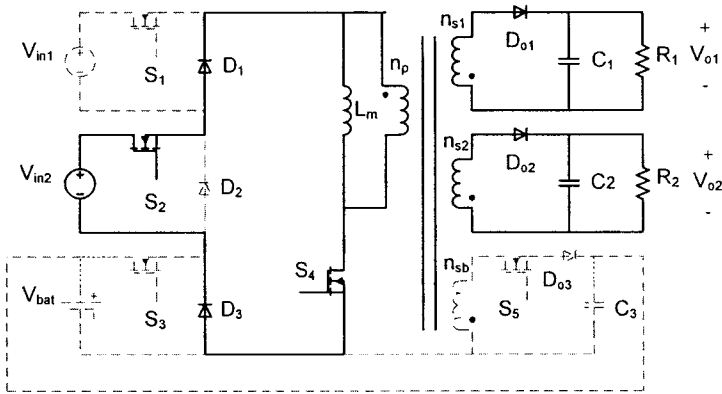 V_in1
S_1
D_1
n_p
L_m
n_s1
D_o1
C_1
R_1
+
V_o1
-
V_in2
S_2
D_2
n_s2
D_o2
C_2
R_2
+
V_o2
-
S_4
V_bat
+
S_3
D_3
n_sb
S_5
D_o3
C_3